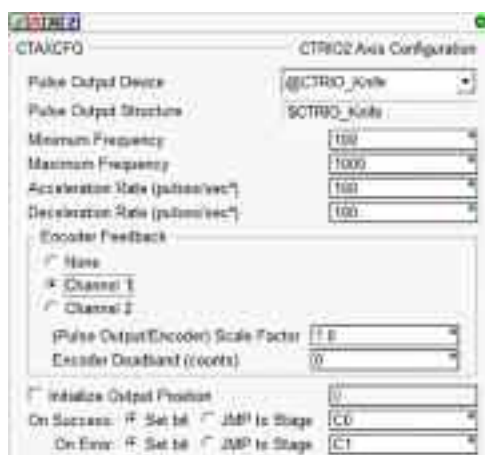 CTAXCFG CTRIO2 Axis Configuration
Pulse Output Device @CTRIO_Knife
Pulse Output Structure $CTRIO_Knife
Minimum Frequency 100
Maximum Frequency 1000
Acceleration Rate (pulses/sec²) 100
Deceleration Rate (pulses/sec²) 100
Encoder Feedback
None
Channel 1
Channel 2
(Pulse Output/Encoder) Scale Factor 1.0
Encoder Deadband (counts) 0
Initialize Output Position 0
On Success: Set bit JMP to Stage C0
On Error: Set bit JMP to Stage C1